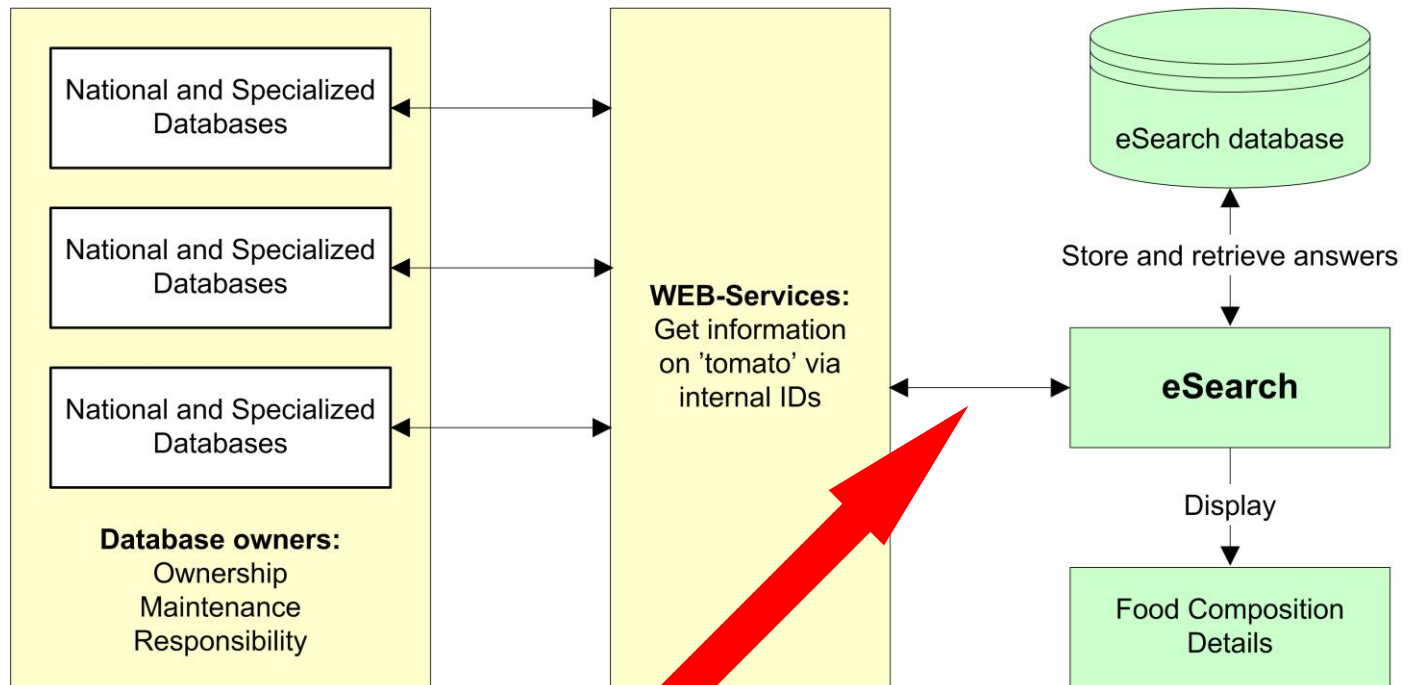 National and Specialized
Databases
National and Specialized
Databases
National and Specialized
Databases
Database owners:
Ownership
Maintenance
Responsibility
WEB-Services:
Get information
on ’tomato’ via
internal IDs
eSearch database
Store and retrieve answers
eSearch
Display
Food Composition
Details